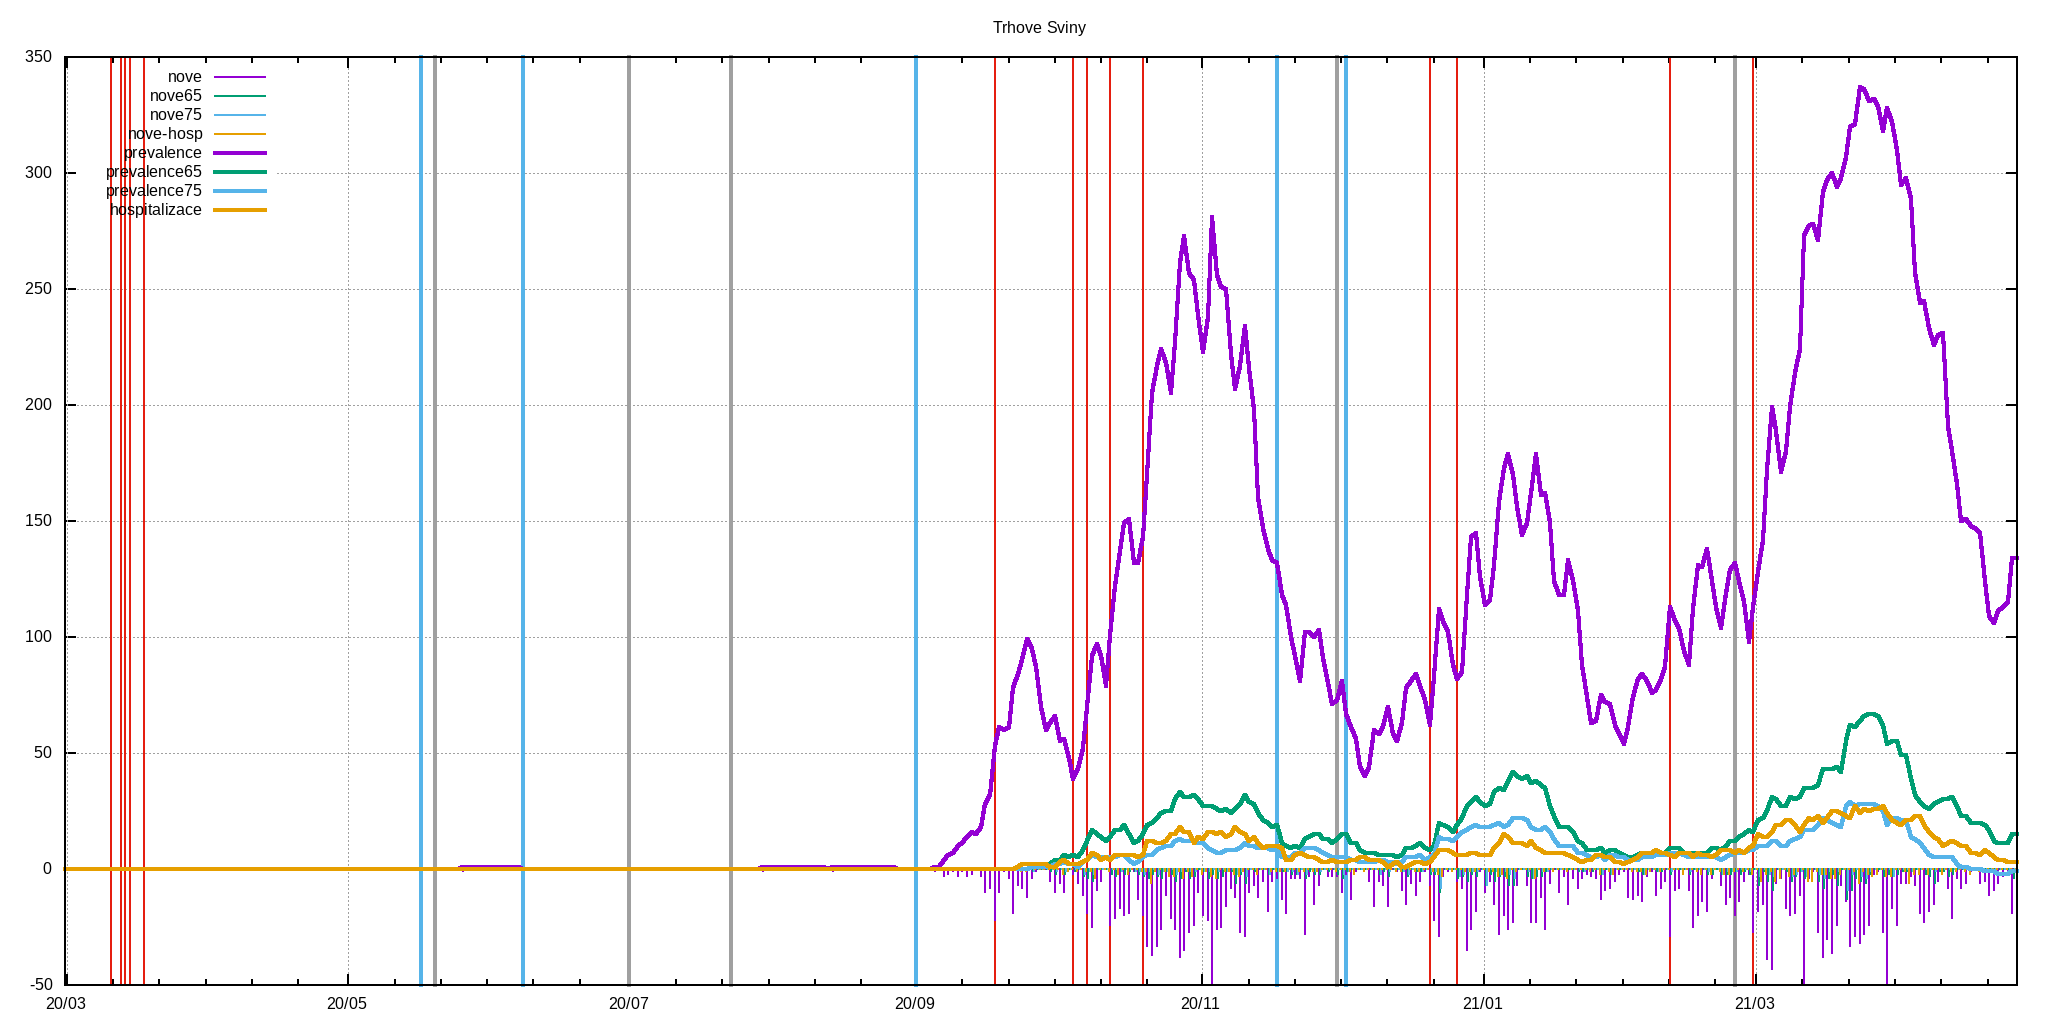 Trhove Sviny
350
300
250
200
150
100
50
0
-50
nove
nove65
nove75
nove-hosp
prevalence
prevalence65
prevalence75
hospitalizace
20/03 20/05 20/07 20/09 20/11 21/01 21/03